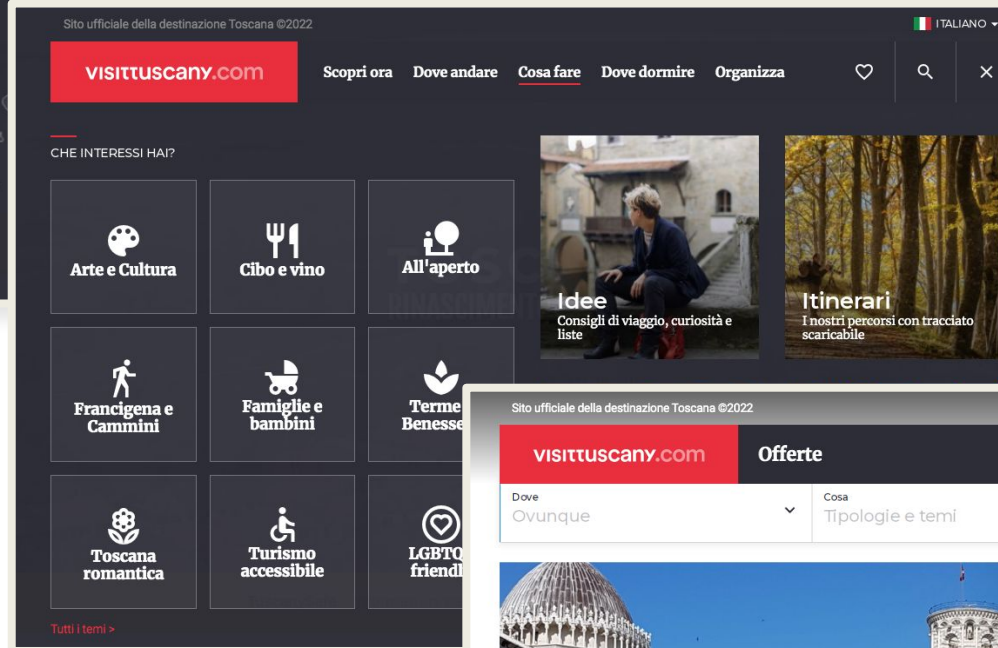 Sito ufficiale della destinazione Toscana ©2022
ITALIANO
visittuscany.com
Scopri ora Dove andare Cosa fare Dove dormire Organizza
CHE INTERESSI HAI?
Arte e Cultura
Cibo e vino
All'aperto
Idee
Consigli di viaggio, curiosità e
liste
Itinerari
I nostri percorsi con tracciato
scaricabile
Francigena e
Cammini
Famiglie e
bambini
Terme
Toscana
romantica
Turismo
accessibile
LGBTQ
Tutti i temi >
Sito ufficiale della destinazione Toscana ©2022
visittuscany.com
Offerte
Dove
Ovunque
Cosa
Tipologie e temi